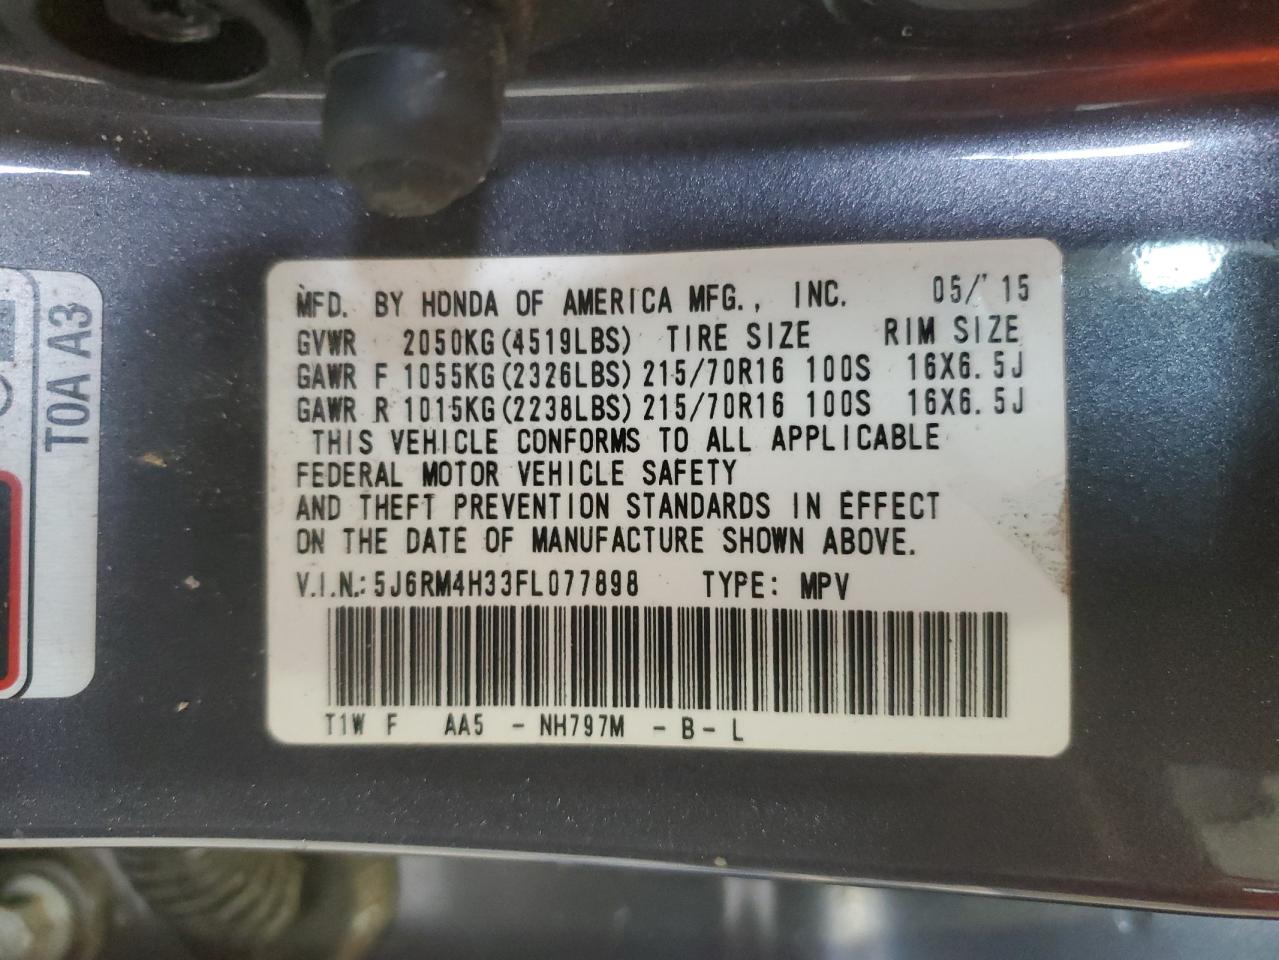 MFD. BY HONDA OF AMERICA MFG., INC. 05/ 15
GVWR 2050KG(4519LBS) TIRE SIZE RIM SIZE
GAWR F 1055KG(2326LBS) 215/70R16 100S 16X6.5J
GAWR R 1015KG(2238LBS) 215/70R16 100S 16X6.5J
THIS VEHICLE CONFORMS TO ALL APPLICABLE
FEDERAL MOTOR VEHICLE SAFETY
AND THEFT PREVENTION STANDARDS IN EFFECT
ON THE DATE OF MANUFACTURE SHOWN ABOVE.
V.I.N.: 5J6RM4H33FL077898 TYPE: MPV
T1W F AA5 - NH797M - B - L
T0A A3